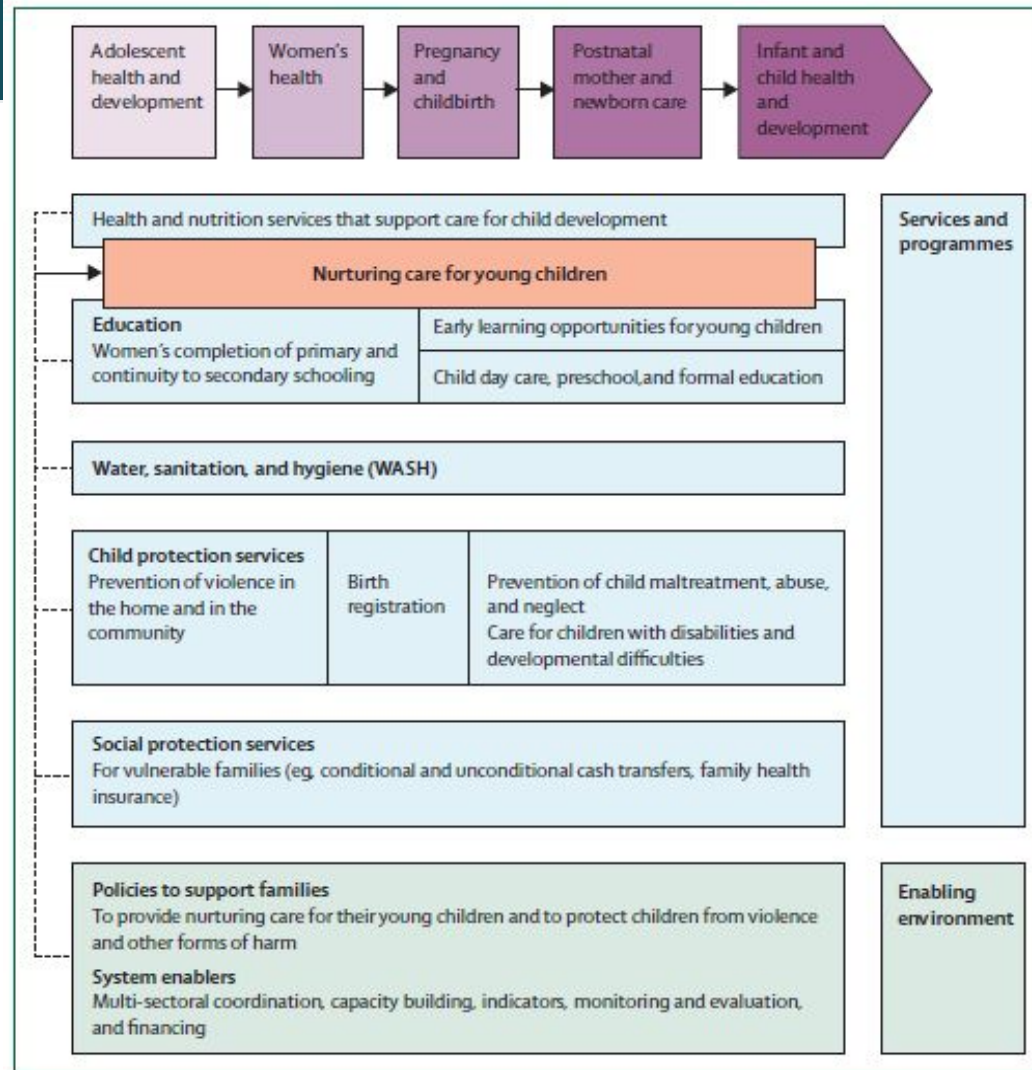 Adolescent
health and
development
Women's
health
Pregnancy
and
childbirth
Postnatal
mother and
newborn care
Infant and
child health
and
development
Health and nutrition services that support care for child development
Services and
programmes
Nurturing care for young children
Education
Women's completion of primary and
continuity to secondary schooling
Early learning opportunities for young children
Child day care, preschool,and formal education
Water, sanitation, and hygiene (WASH)
Child protection services
Prevention of violence in
the home and in the
community
Birth
registration
Prevention of child maltreatment, abuse,
and neglect
Care for children with disabilities and
developmental difficulties
Social protection services
For vulnerable families (eg, conditional and unconditional cash transfers, family health
insurance)
Policies to support families
To provide nurturing care for their young children and to protect children from violence
and other forms of harm
System enablers
Multi-sectoral coordination, capacity building, indicators, monitoring and evaluation,
and financing
Enabling
environment